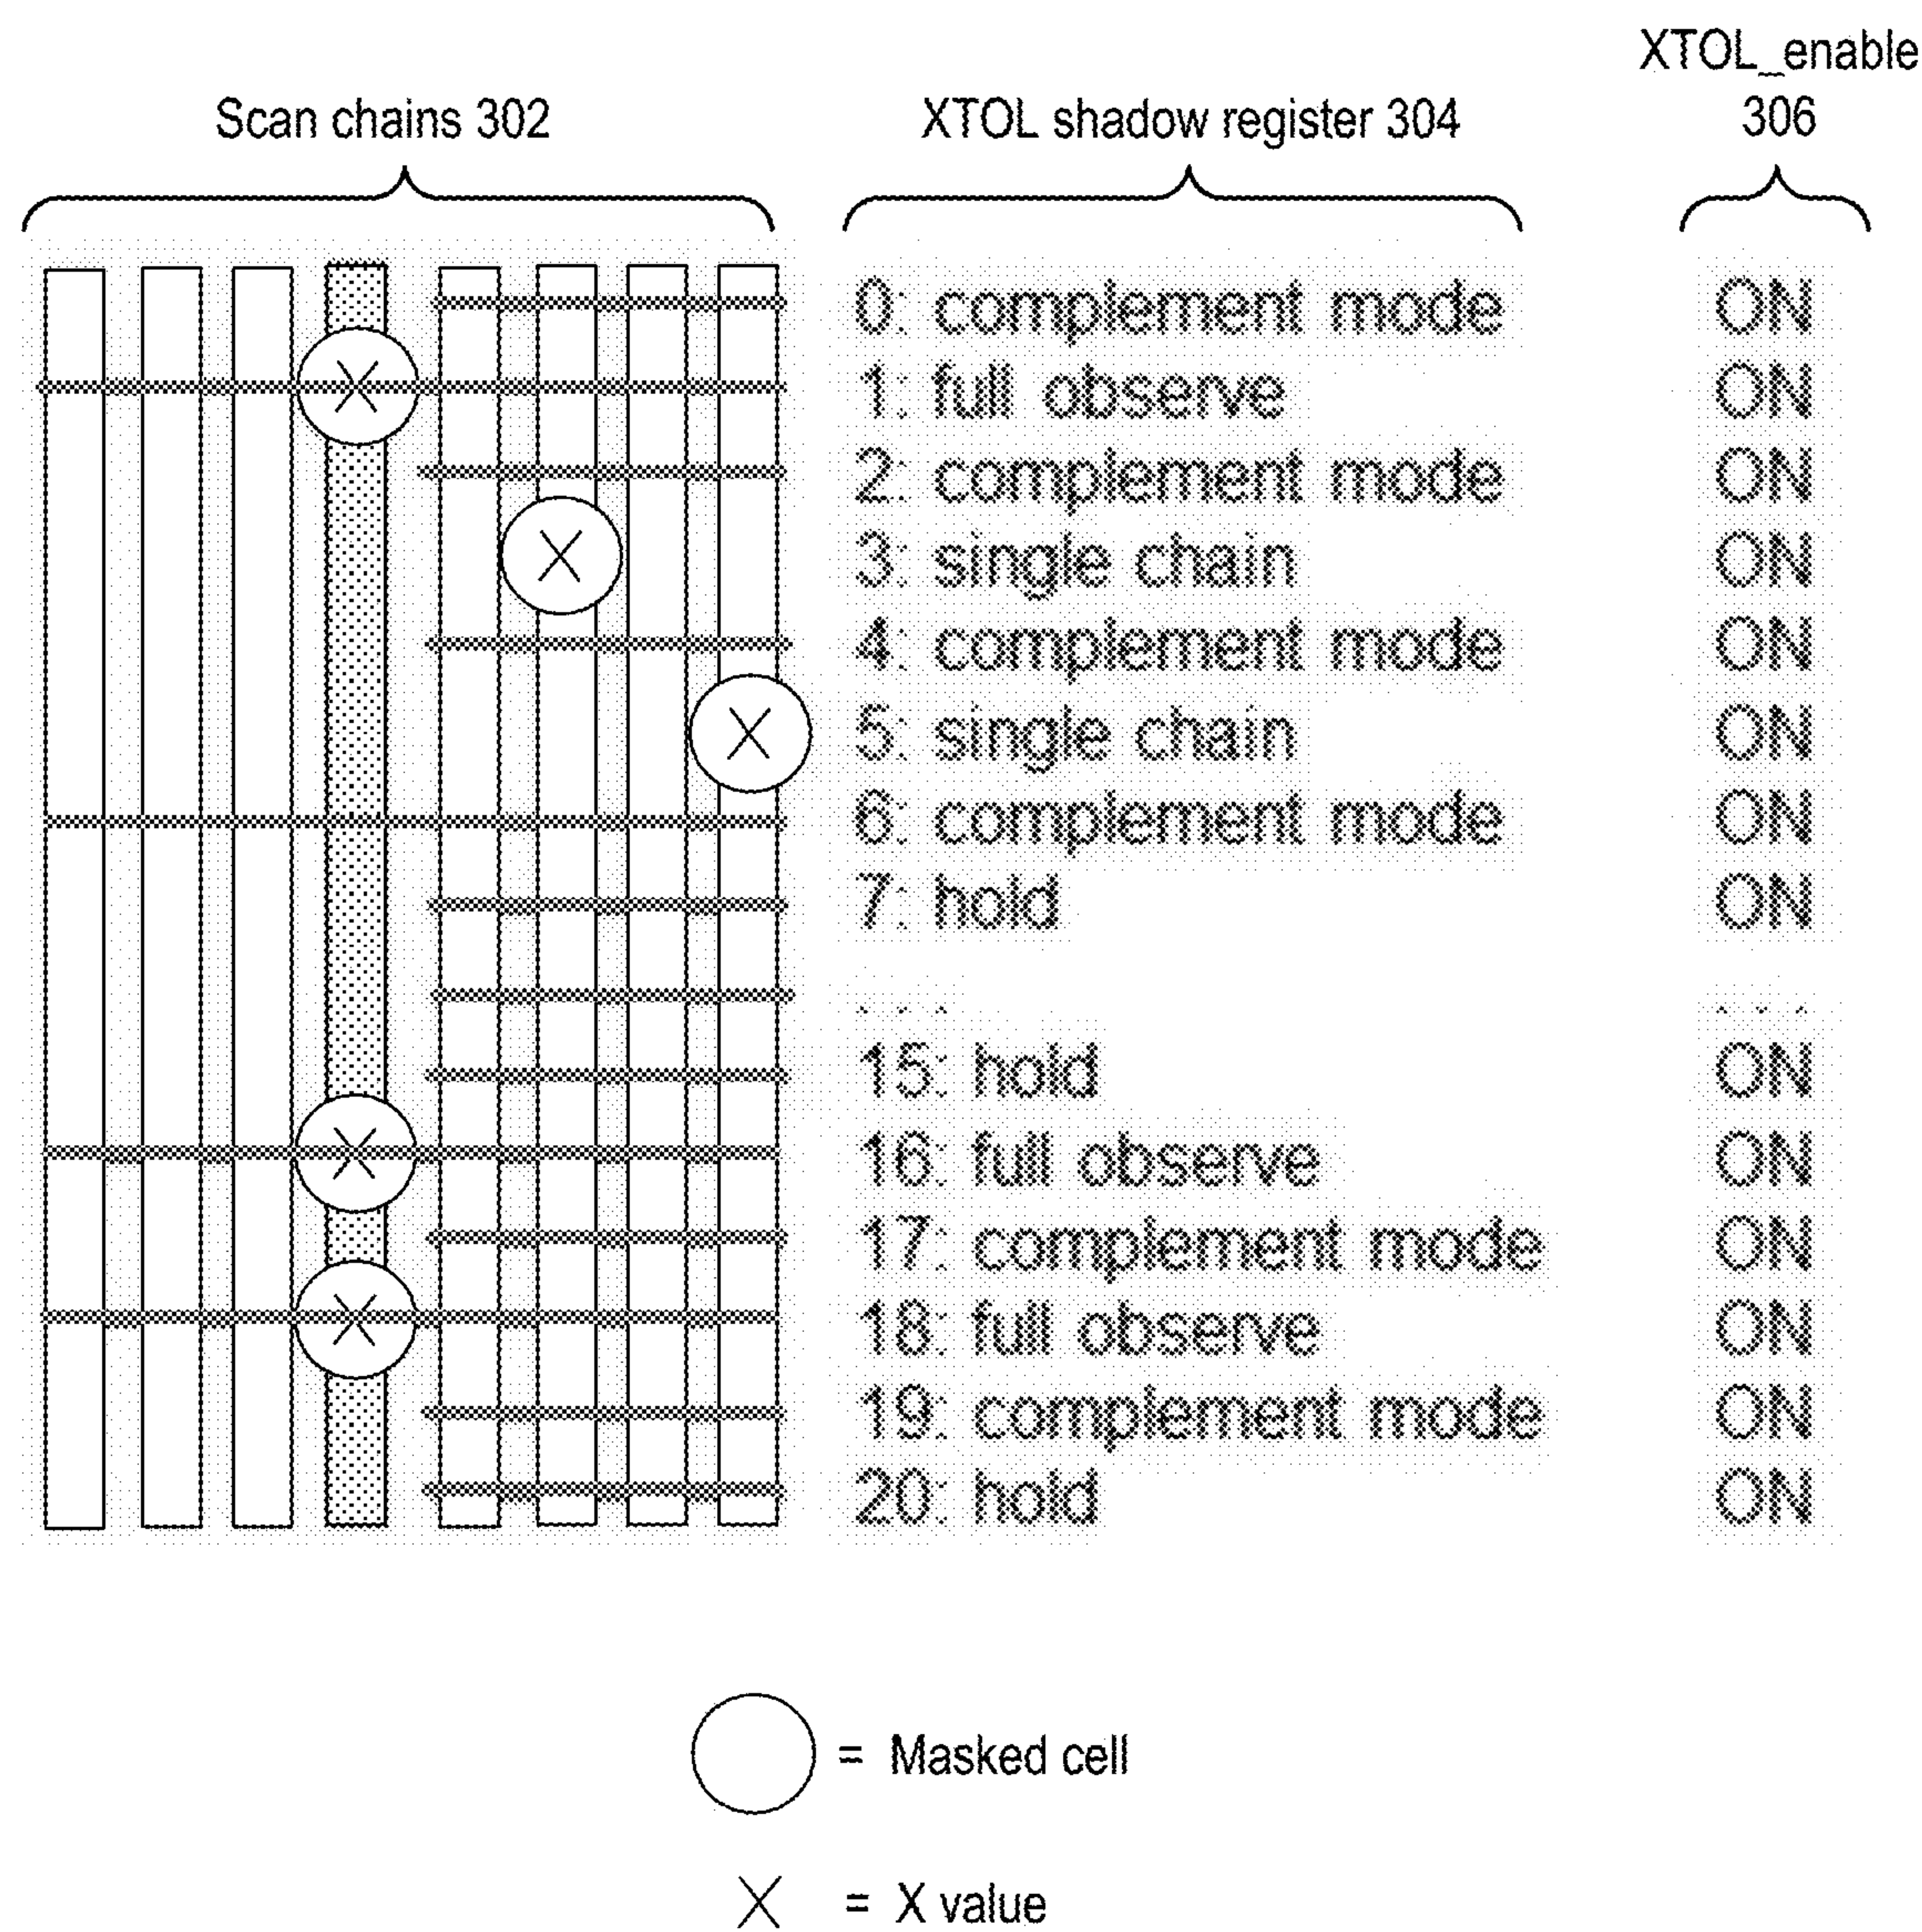 XTOL_enable
Scan chains 302 XTOL shadow register 304 306
0: complement mode ON
X 1: full observe ON
2: complement mode ON
X 3: single chain ON
4: complement mode ON
X 5: single chain ON
6: complement mode ON
7: hold ON
... ...
15: hold ON
X 16: full observe ON
17: complement mode ON
X 18: full observe ON
19: complement mode ON
20: hold ON
= Masked cell
X = X value